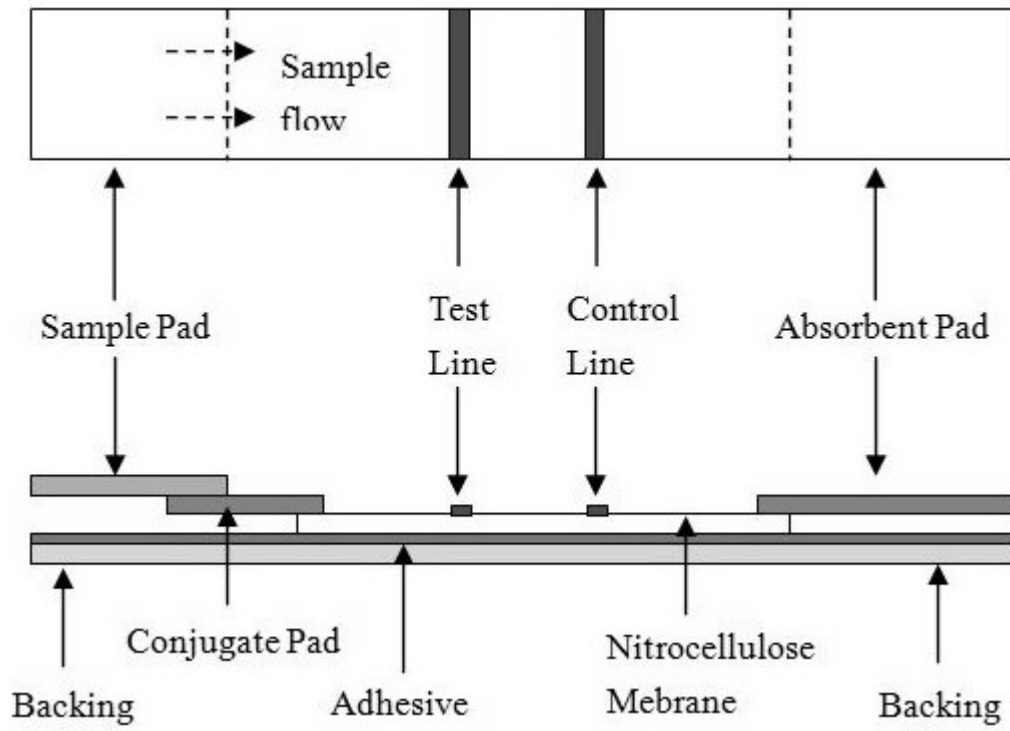 Sample
flow
Test
Line
Control
Line
Sample Pad
Absorbent Pad
Conjugate Pad
Nitrocellulose
Mebrane
Backing
Adhesive
Backing